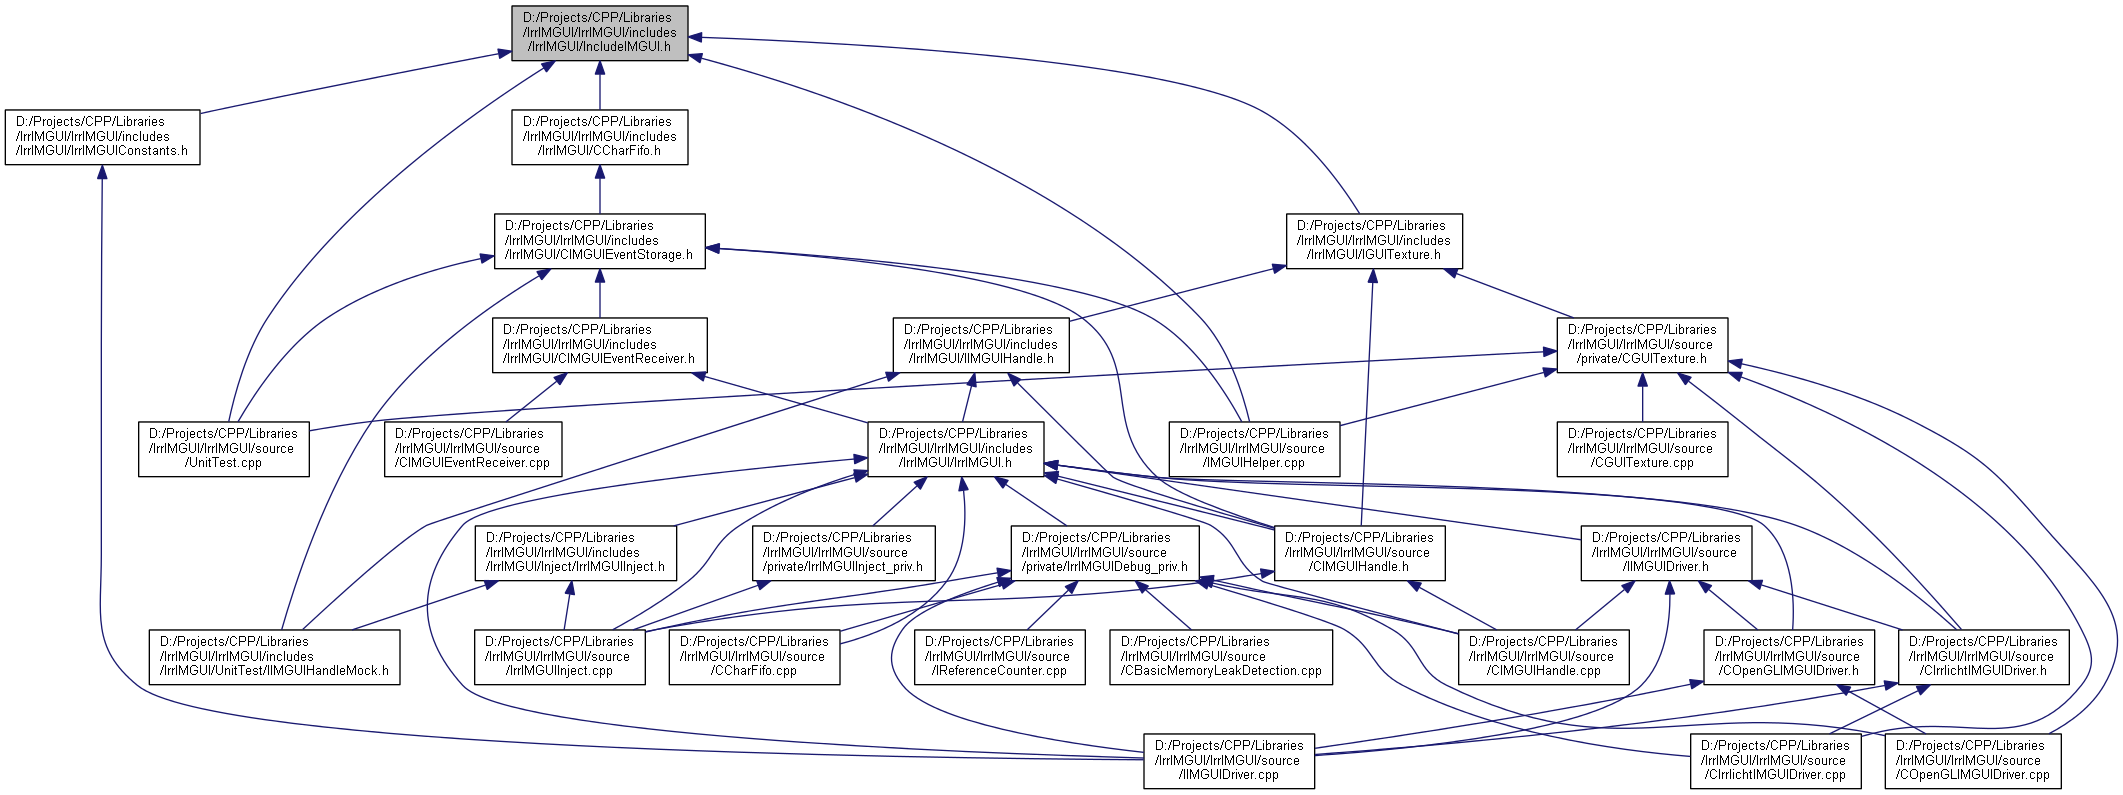 D:/Projects/CPP/Libraries
/IrrIMGUI/IrrIMGUI/includes
/IrrIMGUI/IncludeIMGUI.h
D:/Projects/CPP/Libraries
/IrrIMGUI/IrrIMGUI/includes
/IrrIMGUI/IrrIMGUIConstants.h
D:/Projects/CPP/Libraries
/IrrIMGUI/IrrIMGUI/includes
/IrrIMGUI/CCharFifo.h
D:/Projects/CPP/Libraries
/IrrIMGUI/IrrIMGUI/includes
/IrrIMGUI/CIMGUIEventStorage.h
D:/Projects/CPP/Libraries
/IrrIMGUI/IrrIMGUI/includes
/IrrIMGUI/IGUITexture.h
D:/Projects/CPP/Libraries
/IrrIMGUI/IrrIMGUI/includes
/IrrIMGUI/CIMGUIEventReceiver.h
D:/Projects/CPP/Libraries
/IrrIMGUI/IrrIMGUI/includes
/IrrIMGUI/IIMGUIHandle.h
D:/Projects/CPP/Libraries
/IrrIMGUI/IrrIMGUI/source
/private/CGUITexture.h
D:/Projects/CPP/Libraries
/IrrIMGUI/IrrIMGUI/source
/UnitTest.cpp
D:/Projects/CPP/Libraries
/IrrIMGUI/IrrIMGUI/source
/CIMGUIEventReceiver.cpp
D:/Projects/CPP/Libraries
/IrrIMGUI/IrrIMGUI/includes
/IrrIMGUI/IrrIMGUI.h
D:/Projects/CPP/Libraries
/IrrIMGUI/IrrIMGUI/source
/IMGUIHelper.cpp
D:/Projects/CPP/Libraries
/IrrIMGUI/IrrIMGUI/source
/CGUITexture.cpp
D:/Projects/CPP/Libraries
/IrrIMGUI/IrrIMGUI/includes
/IrrIMGUI/Inject/IrrIMGUIInject.h
D:/Projects/CPP/Libraries
/IrrIMGUI/IrrIMGUI/source
/private/IrrIMGUIInject_priv.h
D:/Projects/CPP/Libraries
/IrrIMGUI/IrrIMGUI/source
/private/IrrIMGUIDebug_priv.h
D:/Projects/CPP/Libraries
/IrrIMGUI/IrrIMGUI/source
/CIMGUIHandle.h
D:/Projects/CPP/Libraries
/IrrIMGUI/IrrIMGUI/source
/IIMGUIDriver.h
D:/Projects/CPP/Libraries
/IrrIMGUI/IrrIMGUI/includes
/IrrIMGUI/UnitTest/IIMGUIHandleMock.h
D:/Projects/CPP/Libraries
/IrrIMGUI/IrrIMGUI/source
/IrrIMGUIInject.cpp
D:/Projects/CPP/Libraries
/IrrIMGUI/IrrIMGUI/source
/CCharFifo.cpp
D:/Projects/CPP/Libraries
/IrrIMGUI/IrrIMGUI/source
/IReferenceCounter.cpp
D:/Projects/CPP/Libraries
/IrrIMGUI/IrrIMGUI/source
/CBasicMemoryLeakDetection.cpp
D:/Projects/CPP/Libraries
/IrrIMGUI/IrrIMGUI/source
/CIMGUIHandle.cpp
D:/Projects/CPP/Libraries
/IrrIMGUI/IrrIMGUI/source
/COpenGLIMGUIDriver.h
D:/Projects/CPP/Libraries
/IrrIMGUI/IrrIMGUI/source
/CIrrlichtIMGUIDriver.h
D:/Projects/CPP/Libraries
/IrrIMGUI/IrrIMGUI/source
/IIMGUIDriver.cpp
D:/Projects/CPP/Libraries
/IrrIMGUI/IrrIMGUI/source
/CIrrlichtIMGUIDriver.cpp
D:/Projects/CPP/Libraries
/IrrIMGUI/IrrIMGUI/source
/COpenGLIMGUIDriver.cpp